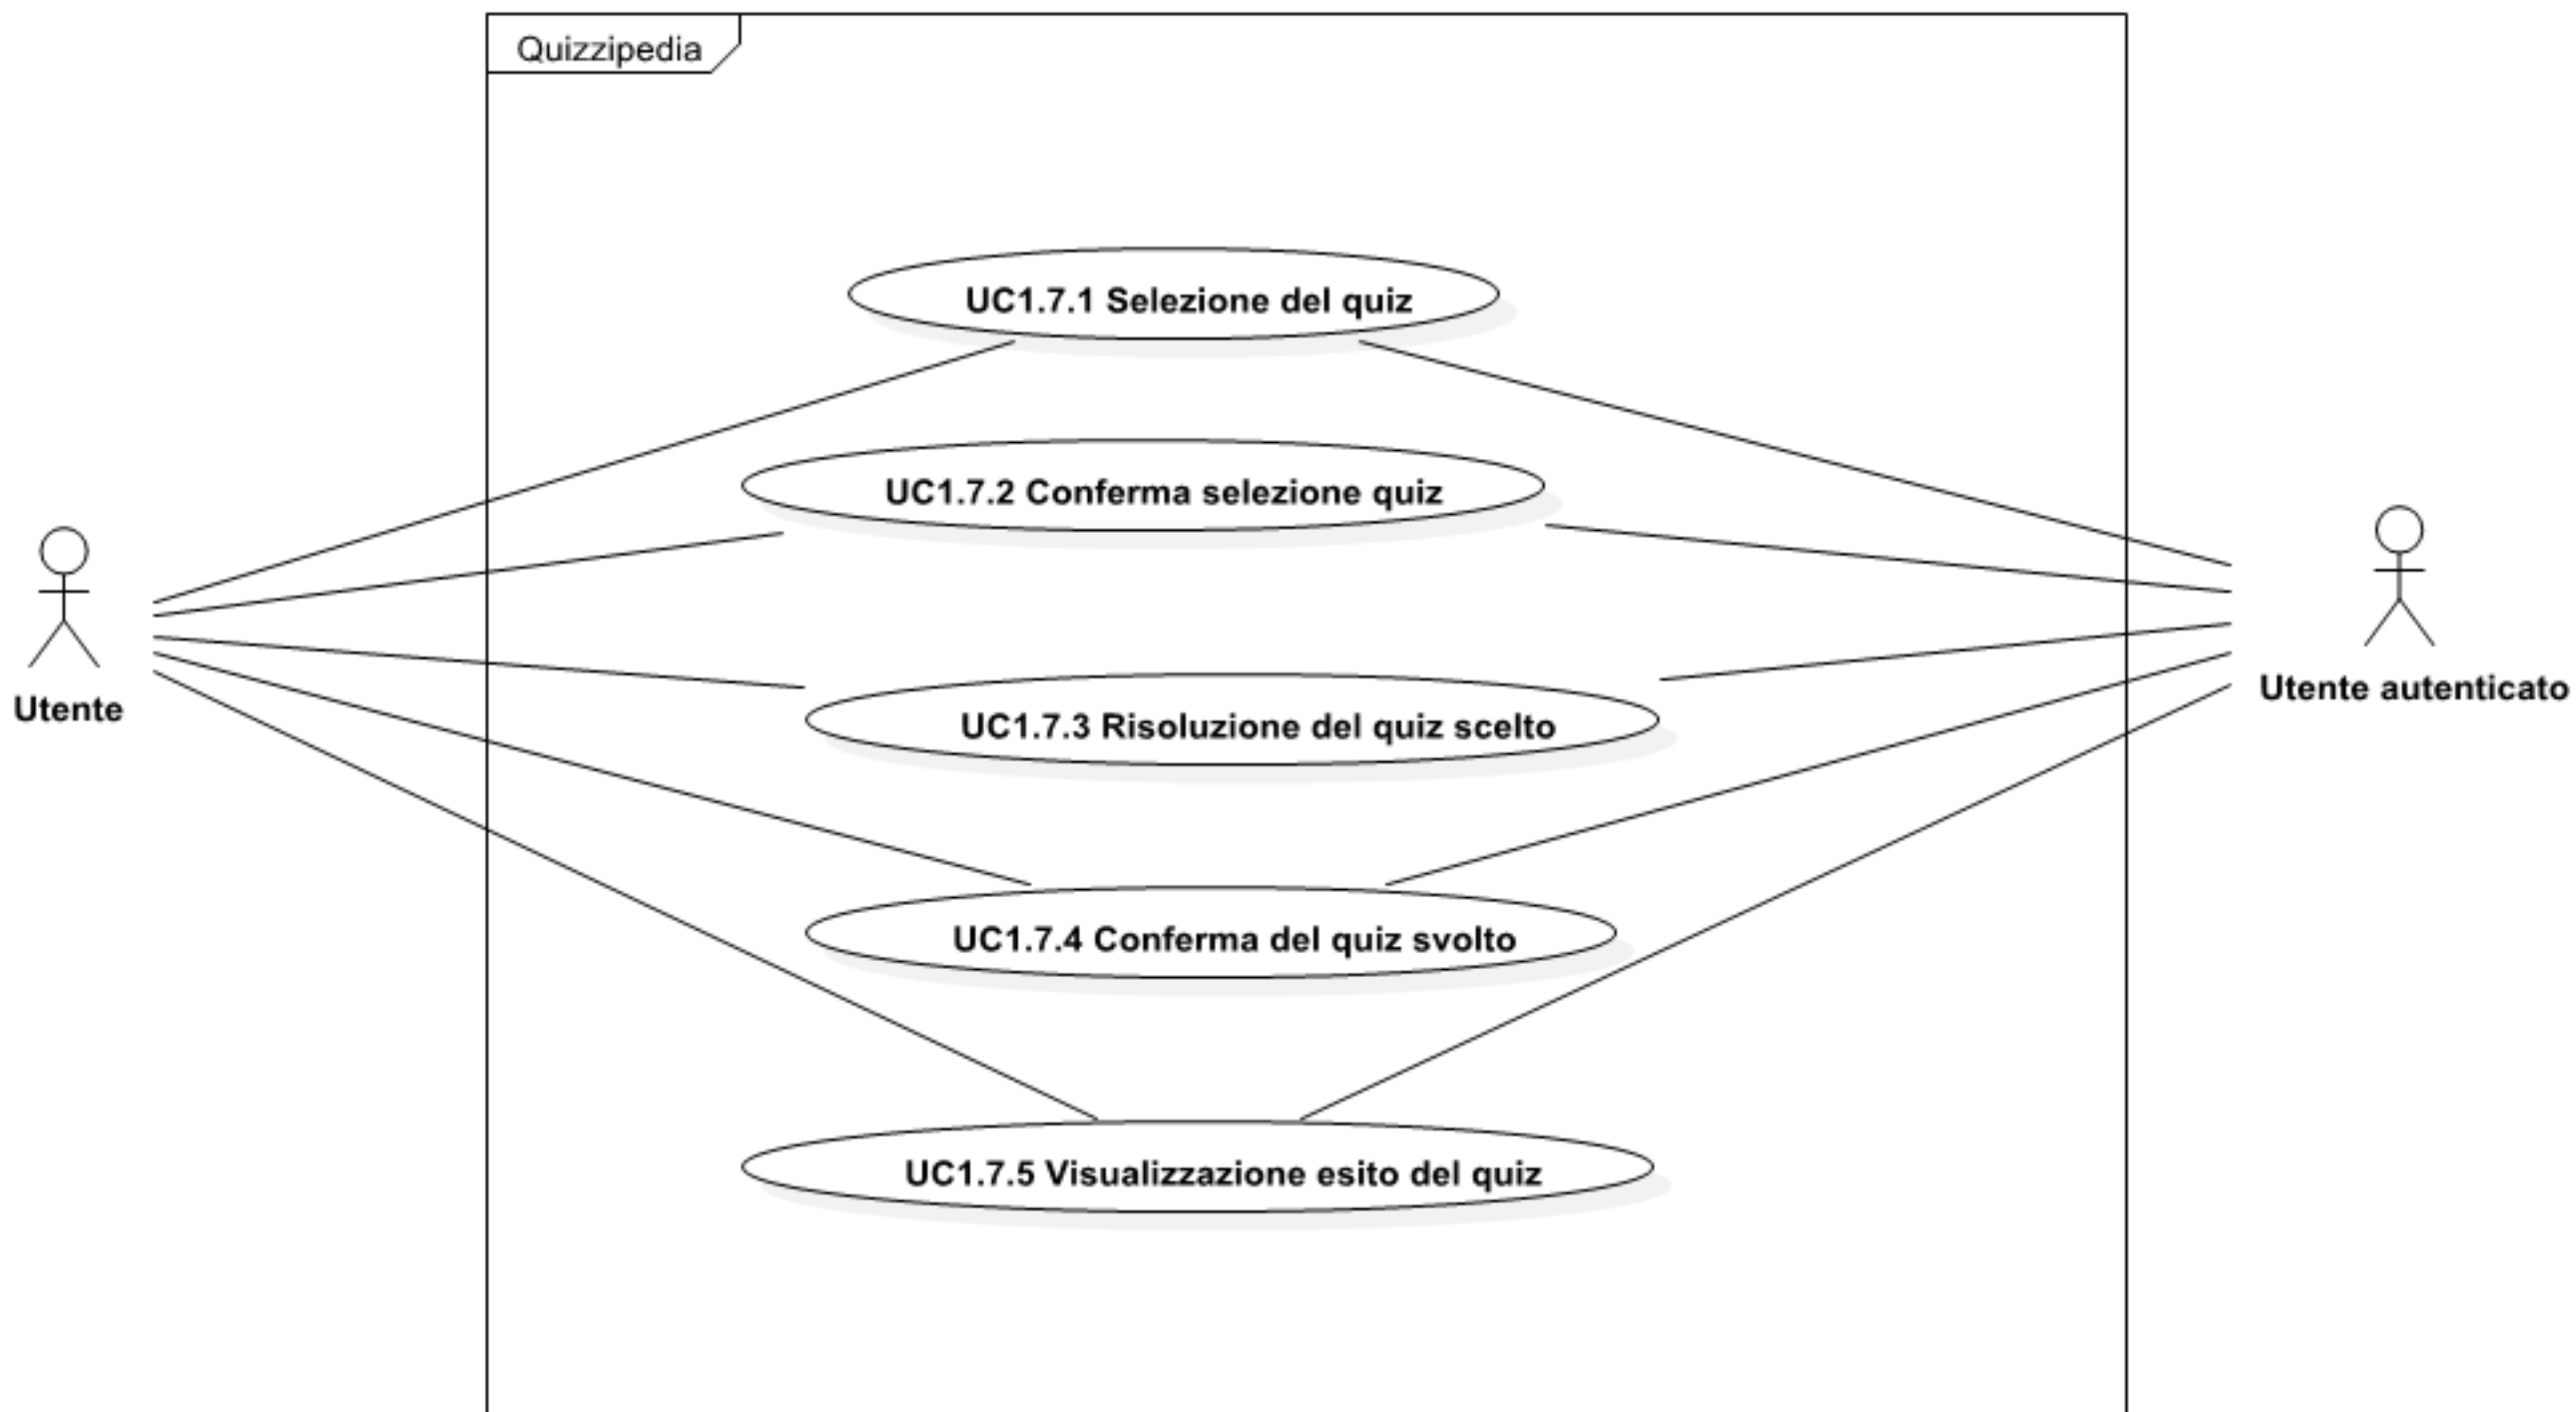 Quizzipedia
UC1.7.1 Selezione del quiz
UC1.7.2 Conferma selezione quiz
Utente
Utente autenticato
UC1.7.3 Risoluzione del quiz scelto
UC1.7.4 Conferma del quiz svolto
UC1.7.5 Visualizzazione esito del quiz